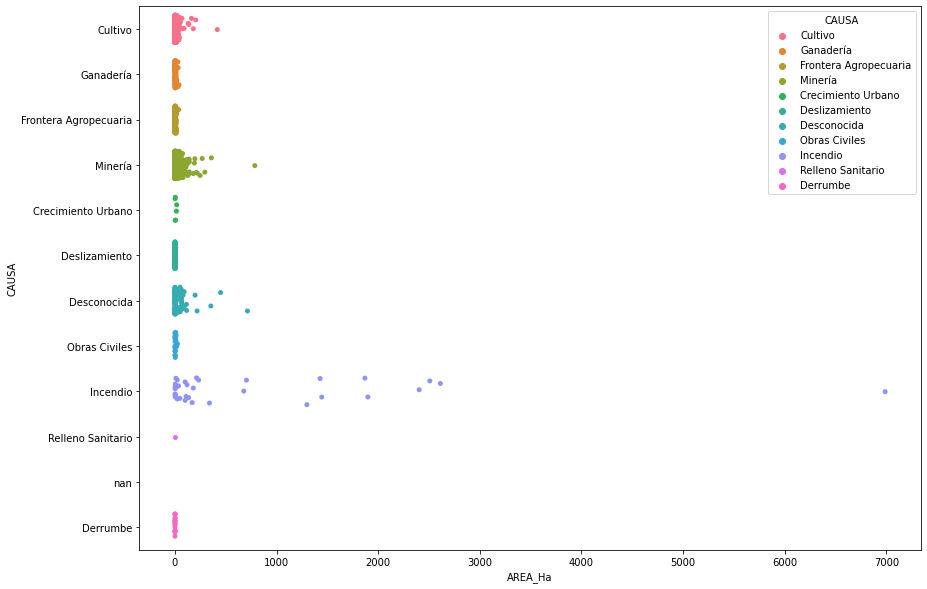 CAUSA
Cultivo
Ganadería
Frontera Agropecuaria
Minería
Crecimiento Urbano
Deslizamiento
Desconocida
Obras Civiles
Incendio
Relleno Sanitario
Derrumbe
CAUSA
Cultivo
Ganadería
Frontera Agropecuaria
Minería
Crecimiento Urbano
Deslizamiento
Desconocida
Obras Civiles
Incendio
Relleno Sanitario
nan
Derrumbe
0 1000 2000 3000 4000 5000 6000 7000
AREA_Ha